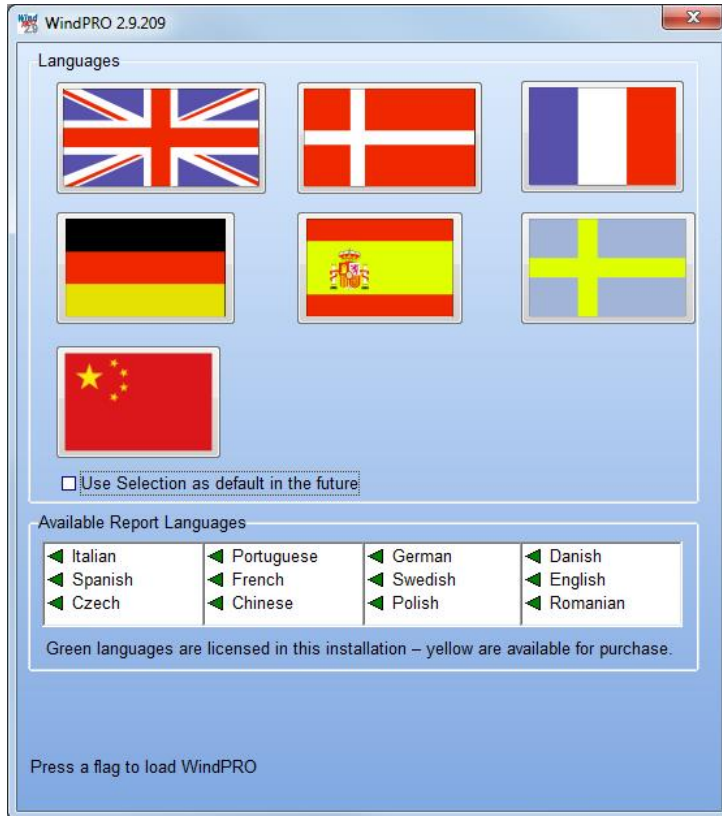 WindPRO 2.9.209
Languages
Use Selection as default in the future
Available Report Languages
Italian Portuguese German Danish
Spanish French Swedish English
Czech Chinese Polish Romanian
Green languages are licensed in this installation – yellow are available for purchase.
Press a flag to load WindPRO